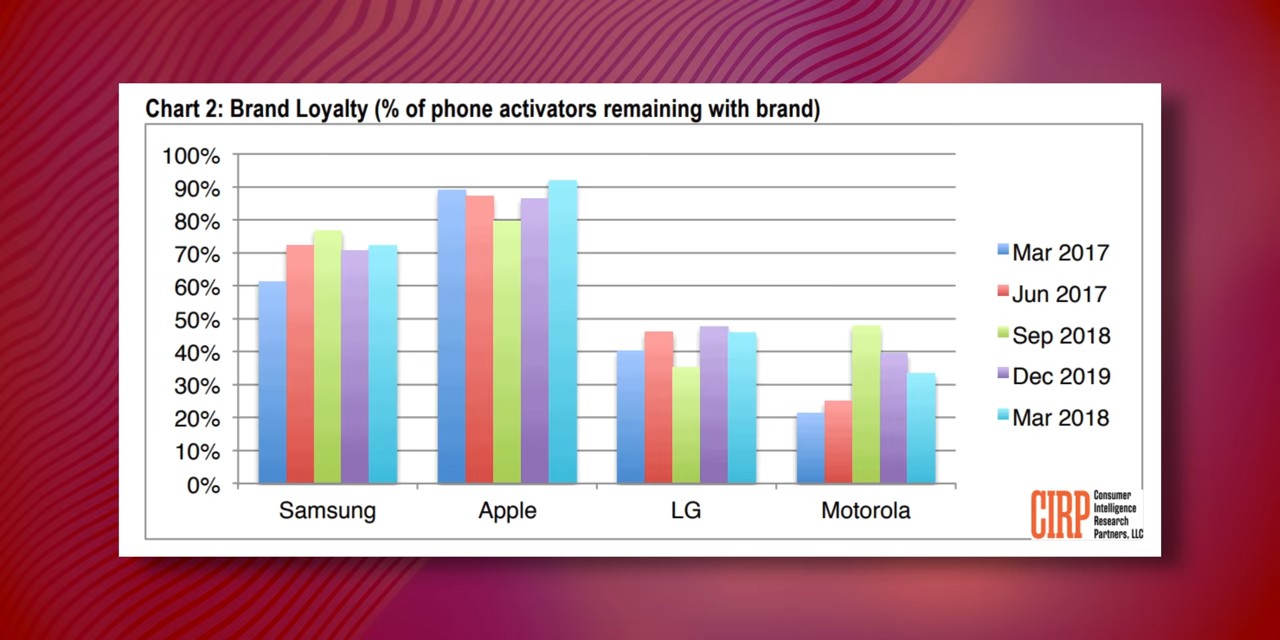 Chart 2: Brand Loyalty (% of phone activators remaining with brand)
100%
90%
80%
70%
60%
50%
40%
30%
20%
10%
0%
Samsung Apple LG Motorola
Mar 2017
Jun 2017
Sep 2018
Dec 2019
Mar 2018
CIRP
Consumer
Intelligence
Research
Partners, LLC